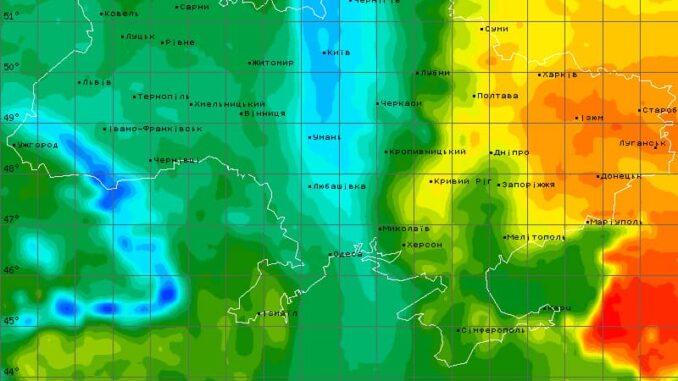 Чернігів
Сарни
Ковель
51°
Суми
Луцьк
Рівне
Київ
Житомир
50°
Лубни
Харків
Львів
Тернопіль
Хмельницький
Черкаси
Полтава
Старобі
Вінниця
49°
Ізюм
Івано-Франківськ
Умань
Луганськ
Ужгород
Чернівці
Кропивницький
Дніпро
48°
Донецьк
Любашівка
Кривий Ріг
Запоріжжя
47°
Маріуполь
Миколаїв
Мелітополь
Херсон
Одеса
46°
Керч
Ізмаїл
45°
Сімферополь
44°